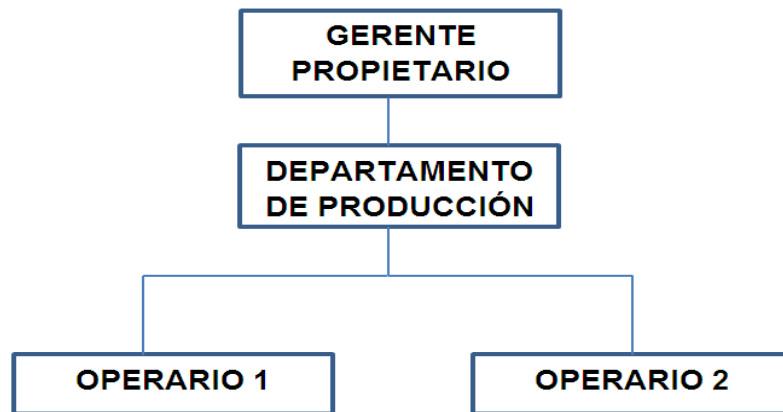 GERENTE
PROPIETARIO
DEPARTAMENTO
DE PRODUCCIÓN
OPERARIO 1
OPERARIO 2